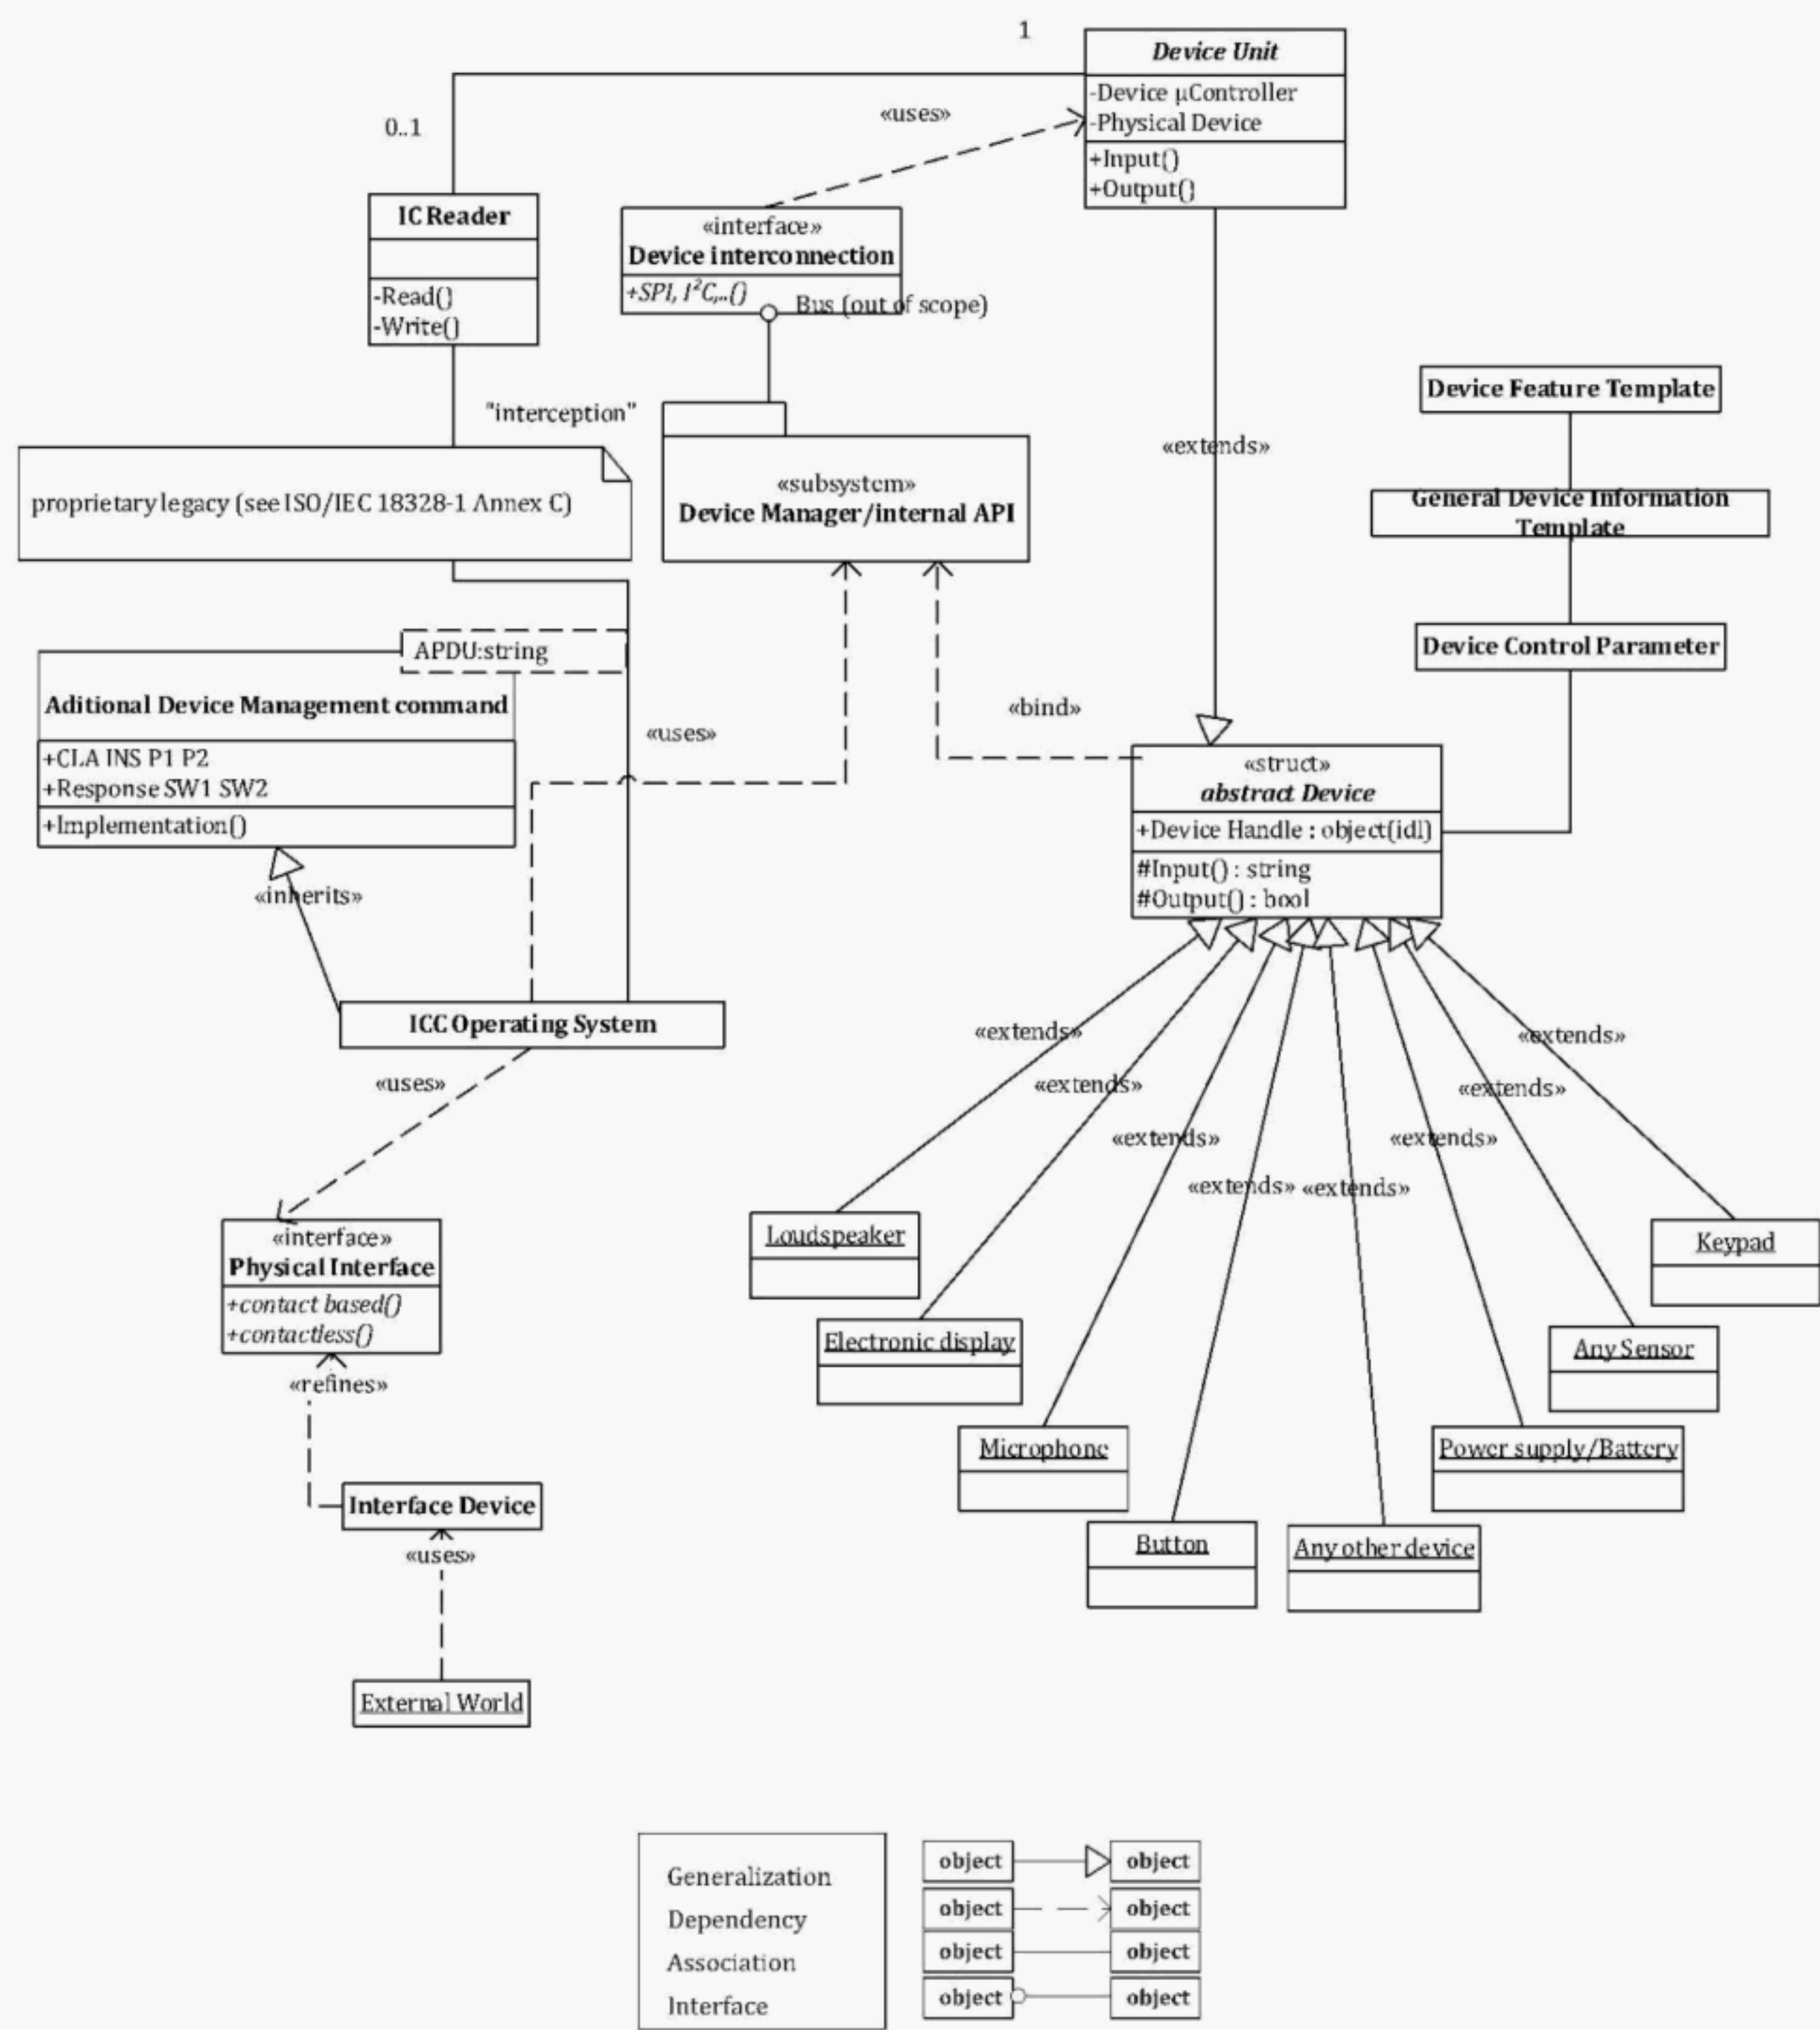 1
Device Unit
-Device μController
-Physical Device
+Input()
+Output()
«uses»
0..1
IC Reader
-Read()
-Write()
«interface»
Device interconnection
+SPI, I²C,..()
Bus (out of scope)
"interception"
proprietary legacy (see ISO/IEC 18328-1 Annex C)
«subsystem»
Device Manager/internal API
«extends»
Device Feature Template
General Device Information
Template
Device Control Parameter
APDU:string
Aditional Device Management command
+CLA INS P1 P2
+Response SW1 SW2
+Implementation()
«uses»
«bind»
«struct»
abstract Device
+Device Handle : object(idl)
#Input() : string
#Output() : bool
«inherits»
ICC Operating System
«uses»
«extends»
«extends»
«extends»
«extends»
«extends»
«extends»
«extends»
«extends»
«interface»
Physical Interface
+contact based()
+contactless()
«refines»
Interface Device
«uses»
External World
Loudspeaker
Electronic display
Microphone
Button
Any other device
Power supply/Battery
Any Sensor
Keypad
Generalization
object object
Dependency
object object
Association
object object
Interface
object object